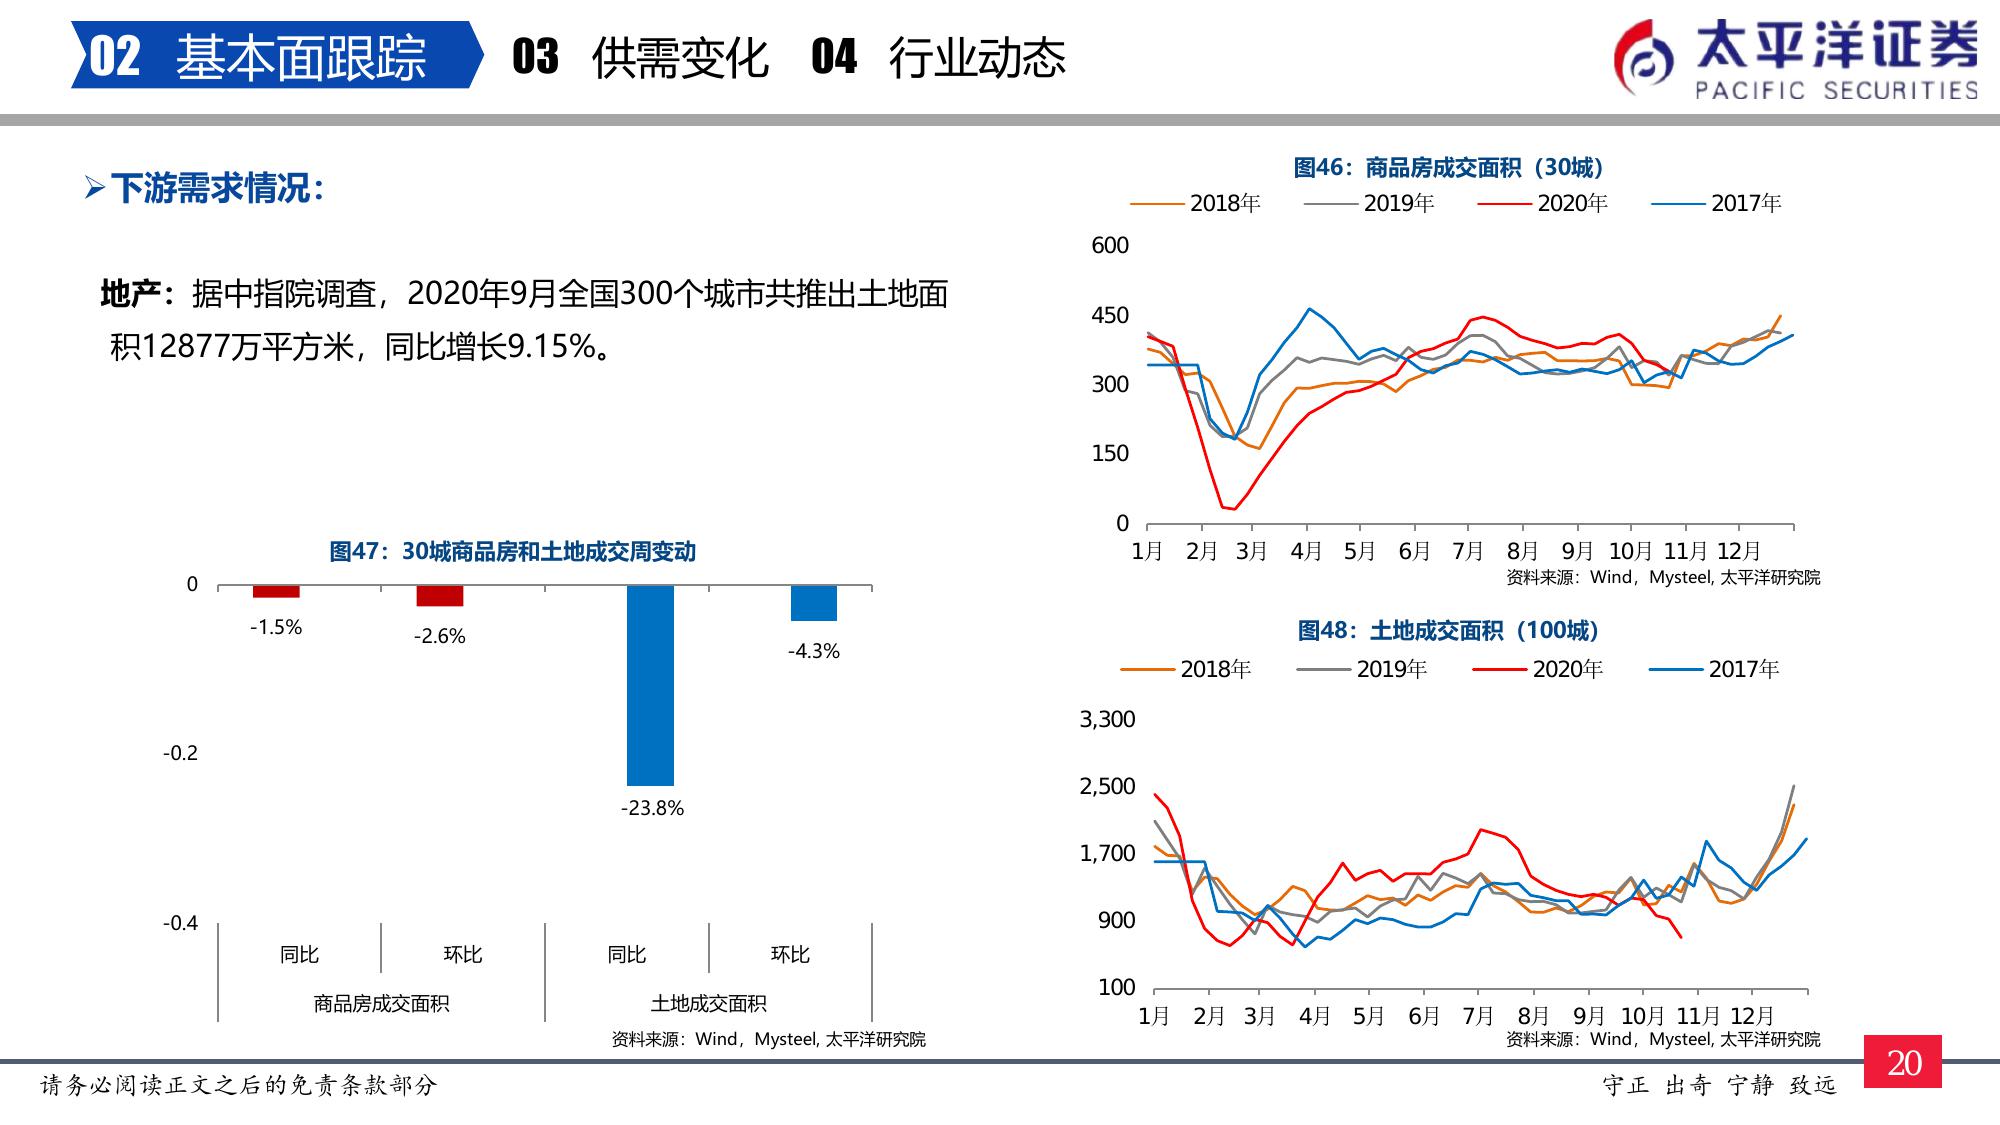 02 基本面跟踪 03 供需变化 04 行业动态
太平洋证券
PACIFIC SECURITIES
下游需求情况：
地产：据中指院调查，2020年9月全国300个城市共推出土地面
积12877万平方米，同比增长9.15%。
图46：商品房成交面积（30城）
2018年 2019年 2020年 2017年
600
450
300
150
0
1月 2月 3月 4月 5月 6月 7月 8月 9月 10月 11月 12月
资料来源：Wind，Mysteel, 太平洋研究院
图47：30城商品房和土地成交周变动
0
-1.5% -2.6% -4.3%
-0.2
-23.8%
-0.4
同比 环比 同比 环比
商品房成交面积 土地成交面积
资料来源：Wind，Mysteel, 太平洋研究院
图48：土地成交面积（100城）
2018年 2019年 2020年 2017年
3,300
2,500
1,700
900
100
1月 2月 3月 4月 5月 6月 7月 8月 9月 10月 11月 12月
资料来源：Wind，Mysteel, 太平洋研究院
请务必阅读正文之后的免责条款部分
守正 出奇 宁静 致远
20